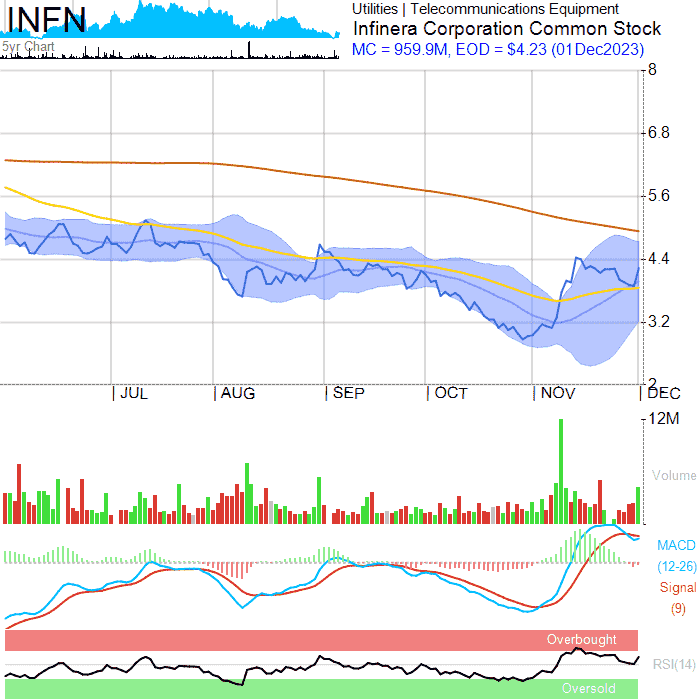 INFN
Utilities | Telecommunications Equipment
Infinera Corporation Common Stock
5yr Chart
MC = 959.9M, EOD = $4.23 (01Dec2023)
8
6.8
5.6
4.4
3.2
2
JUL AUG SEP OCT NOV DEC
12M
Volume
MACD
(12-26)
Signal
(9)
Overbought
RSI(14)
Oversold